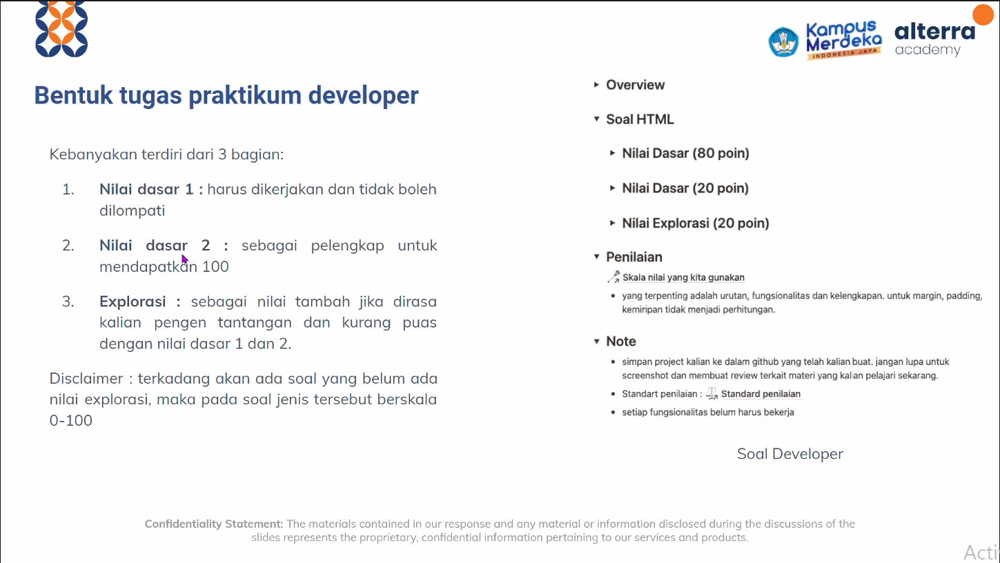 Kampus
Merdeka
INDONESIA JAYA
alterra
academy
Bentuk tugas praktikum developer
Kebanyakan terdiri dari 3 bagian:
1. Nilai dasar 1 : harus dikerjakan dan tidak boleh
dilompati
2. Nilai dasar 2 : sebagai pelengkap untuk
mendapatkan 100
3. Explorasi : sebagai nilai tambah jika dirasa
kalian pengen tantangan dan kurang puas
dengan nilai dasar 1 dan 2.
Disclaimer : terkadang akan ada soal yang belum ada
nilai explorasi, maka pada soal jenis tersebut berskala
0-100
Overview
Soal HTML
Nilai Dasar (80 poin)
Nilai Dasar (20 poin)
Nilai Explorasi (20 poin)
Penilaian
Skala nilai yang kita gunakan
• yang terpenting adalah urutan, fungsionalitas dan kelengkapan. untuk margin, padding,
kemiripan tidak menjadi perhitungan.
Note
• simpan project kalian ke dalam github yang telah kalian buat. jangan lupa untuk
screenshot dan membuat review terkait materi yang kalian pelajari sekarang.
• Standart penilaian : Standard penilaian
• setiap fungsionalitas belum harus bekerja
Soal Developer
Confidentiality Statement: The materials contained in our response and any material or information disclosed during the discussions of the
slides represents the proprietary, confidential information pertaining to our services and products.